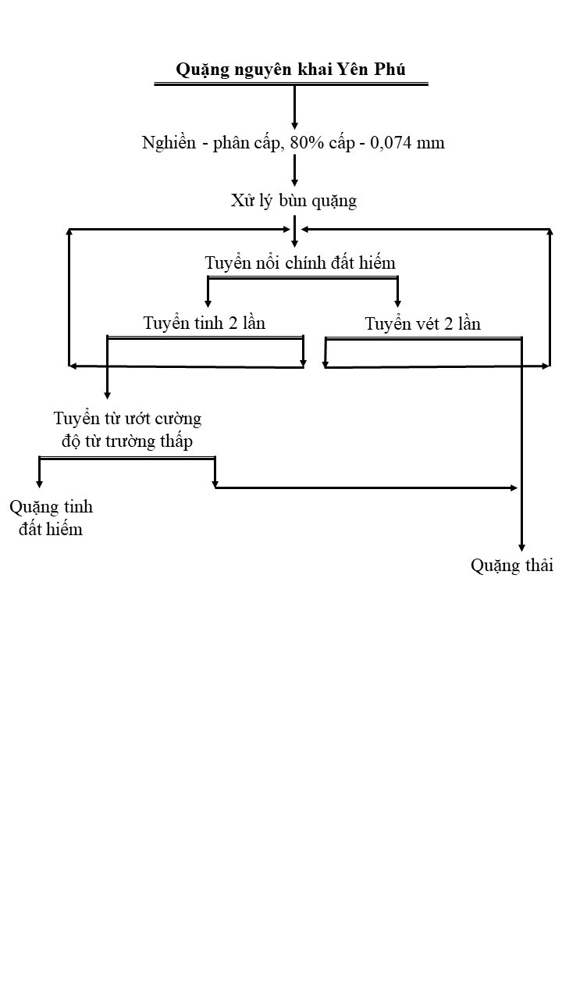 Quặng nguyên khai Yên Phú
Nghiền - phân cấp, 80% cấp - 0,074 mm
Xử lý bùn quặng
Tuyển nổi chính đất hiếm
Tuyển tinh 2 lần
Tuyển vét 2 lần
Tuyển từ ướt cường
độ từ trường thấp
Quặng tinh
đất hiếm
Quặng thải